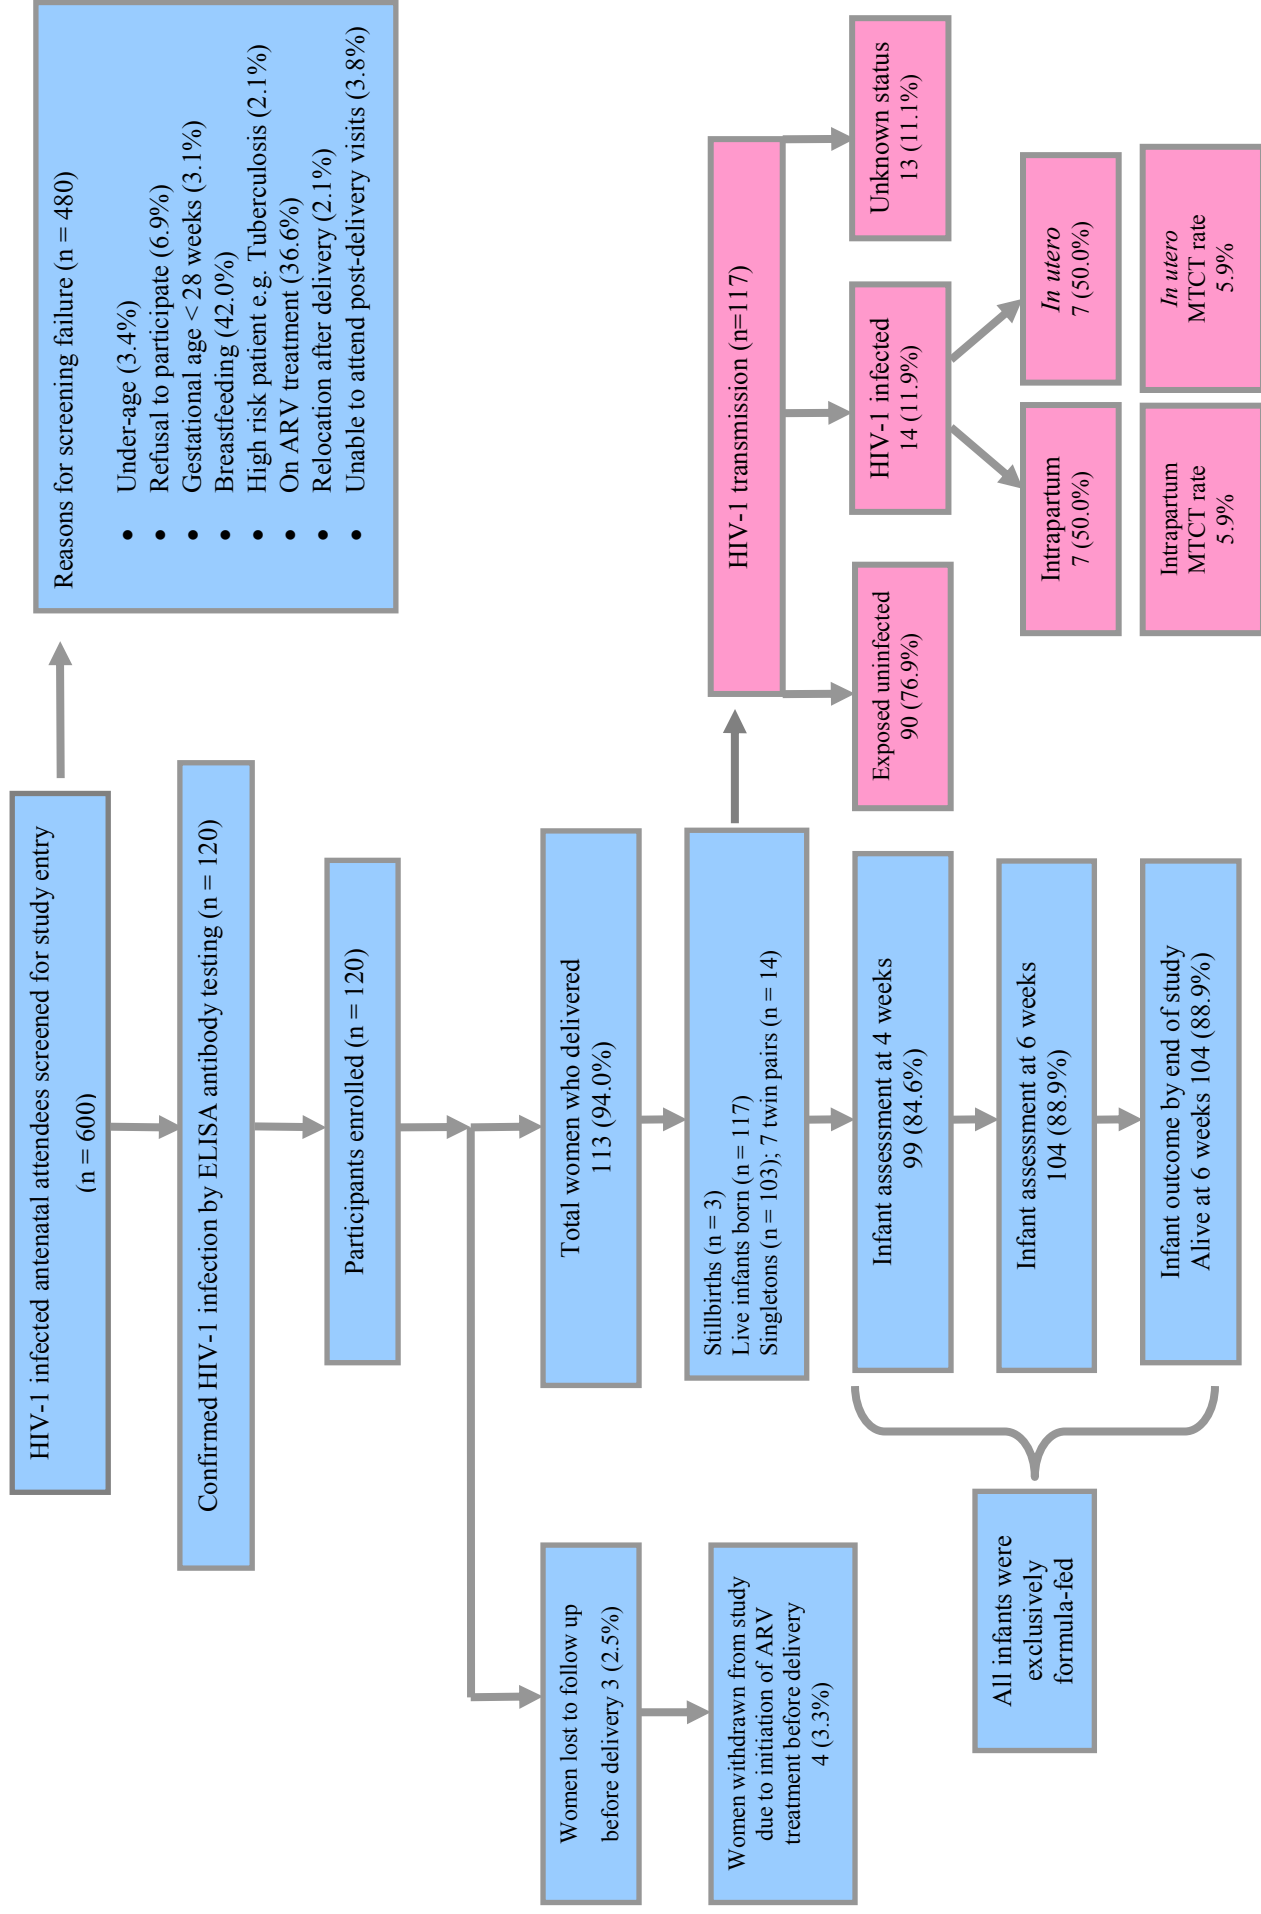 HIV-1 infected antenatal attendees screened for study entry
(n = 600)
Reasons for screening failure (n = 480)
• Under-age (3.4%)
• Refusal to participate (6.9%)
• Gestational age < 28 weeks (3.1%)
• Breastfeeding (42.0%)
• High risk patient e.g. Tuberculosis (2.1%)
• On ARV treatment (36.6%)
• Relocation after delivery (2.1%)
• Unable to attend post-delivery visits (3.8%)
Confirmed HIV-1 infection by ELISA antibody testing (n = 120)
Participants enrolled (n = 120)
Women lost to follow up
before delivery 3 (2.5%)
Women withdrawn from study
due to initiation of ARV
treatment before delivery
4 (3.3%)
Total women who delivered
113 (94.0%)
Stillbirths (n = 3)
Live infants born (n = 117)
Singletons (n = 103); 7 twin pairs (n = 14)
HIV-1 transmission (n=117)
Exposed uninfected
90 (76.9%)
HIV-1 infected
14 (11.9%)
Unknown status
13 (11.1%)
Intrapartum
7 (50.0%)
In utero
7 (50.0%)
Intrapartum
MTCT rate
5.9%
In utero
MTCT rate
5.9%
Infant assessment at 4 weeks
99 (84.6%)
Infant assessment at 6 weeks
104 (88.9%)
Infant outcome by end of study
Alive at 6 weeks 104 (88.9%)
All infants were
exclusively
formula-fed